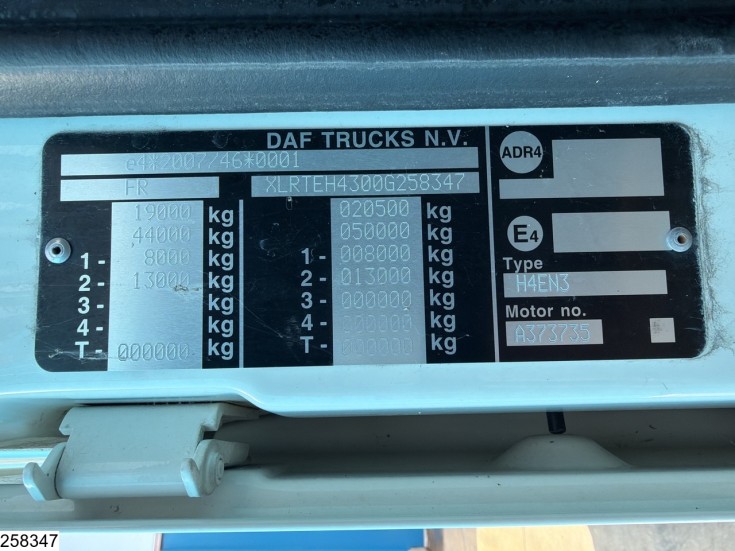 DAF TRUCKS N.V.
e4*2007/46*0001
FR XLRTEH4300G258347
19000 kg 020500 kg
44000 kg 050000 kg
1 - 8000 kg 1 - 008000 kg
2 - 13000 kg 2 - 013000 kg
3 - kg 3 - 000000 kg
4 - kg 4 - 000000 kg
T - 000000 kg T - 000000 kg
ADR4
E4
Type
H4EN3
Motor no.
A373735
258347